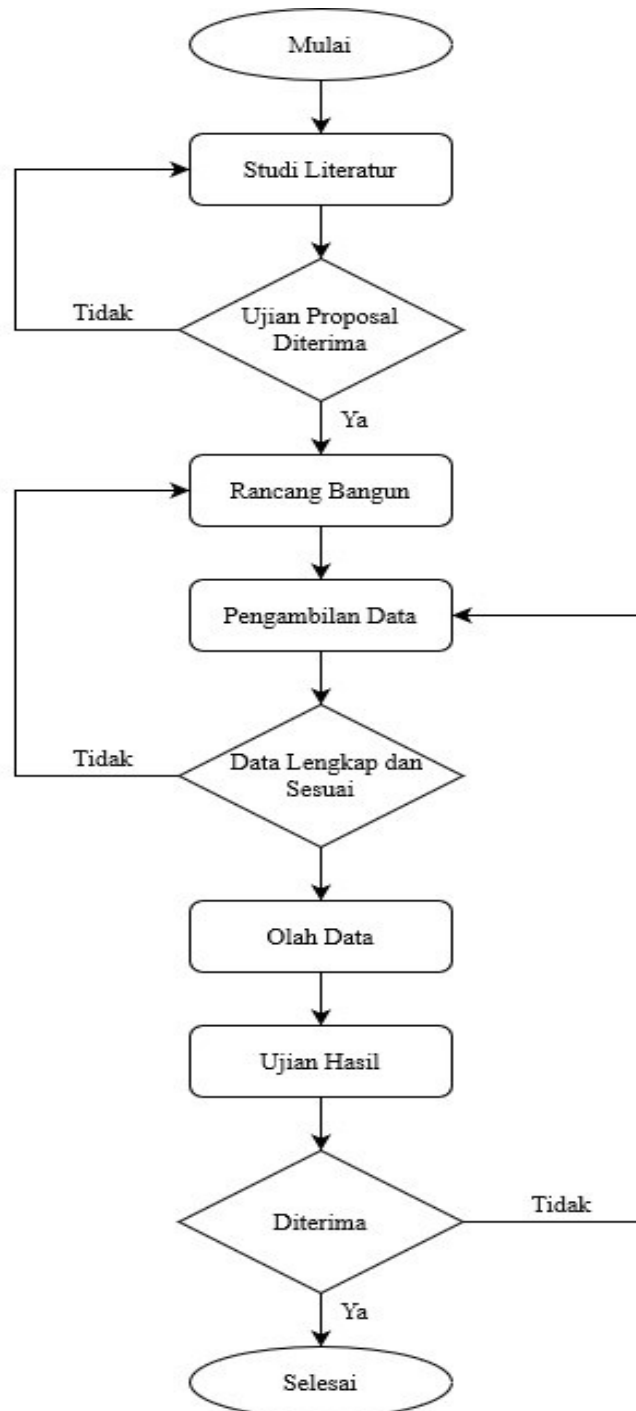 Mulai
Studi Literatur
Tidak
Ujian Proposal
Diterima
Ya
Rancang Bangun
Pengambilan Data
Tidak
Data Lengkap dan
Sesuai
Olah Data
Ujian Hasil
Diterima
Tidak
Ya
Selesai